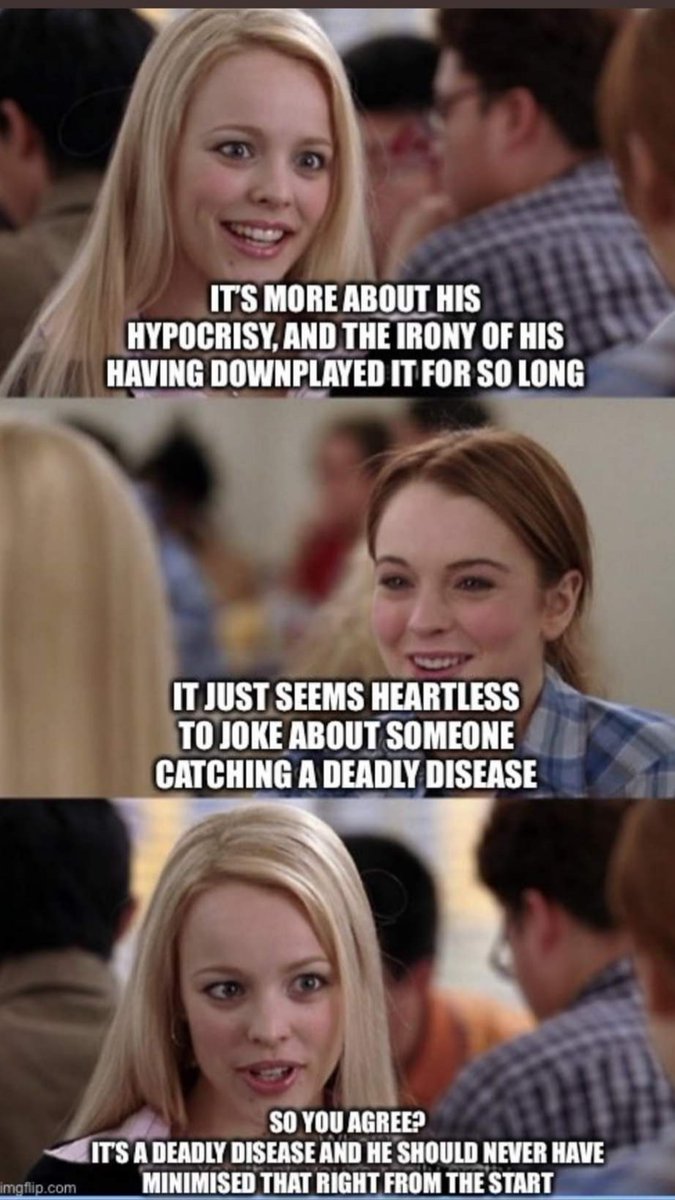 IT'S MORE ABOUT HIS
HYPOCRISY, AND THE IRONY OF HIS
HAVING DOWNPLAYED IT FOR SO LONG
IT JUST SEEMS HEARTLESS
TO JOKE ABOUT SOMEONE
CATCHING A DEADLY DISEASE
SO YOU AGREE?
IT'S A DEADLY DISEASE AND HE SHOULD NEVER HAVE
MINIMISED THAT RIGHT FROM THE START
imgflip.com